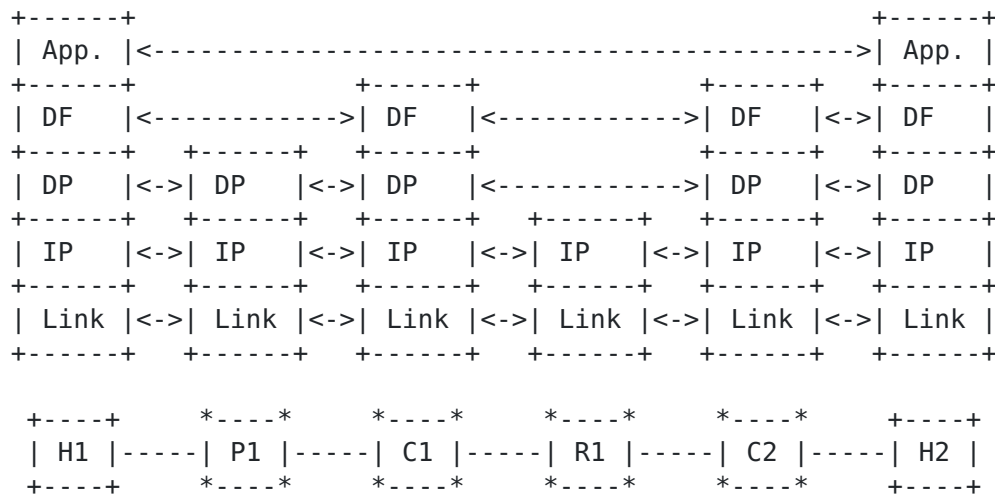 App. App.
DF DF DF DF
DP DP DP DP DP
IP IP IP IP IP IP
Link Link Link Link Link Link
H1 P1 C1 R1 C2 H2